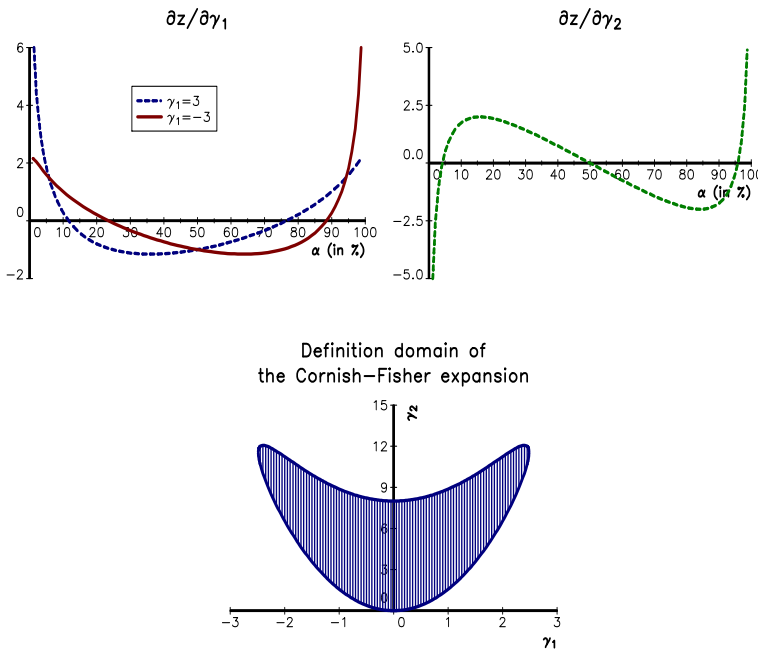 ∂z/∂γ₁
6
4
2
0
−2
0 10 20 30 40 50 60 70 80 90 100
α (in %)
γ₁=3
γ₁=−3
∂z/∂γ₂
5.0
2.5
0.0
−2.5
−5.0
0 10 20 30 40 50 60 70 80 90 100
α (in %)
Definition domain of
the Cornish−Fisher expansion
γ₂
15
12
9
6
3
0
−3 −2 −1 0 1 2 3
γ₁